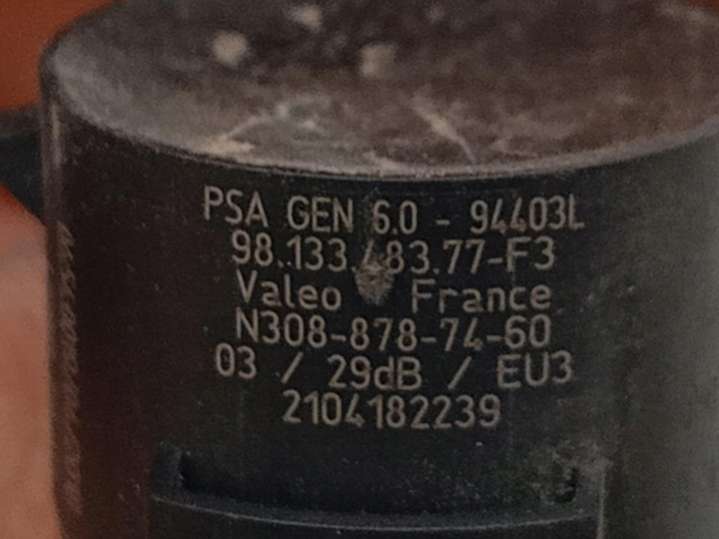 PSA GEN 6.0 - 94403L
98.133.483.77-F3
Valeo France
N308-878-74-60
03 / 29dB / EU3
2104182239